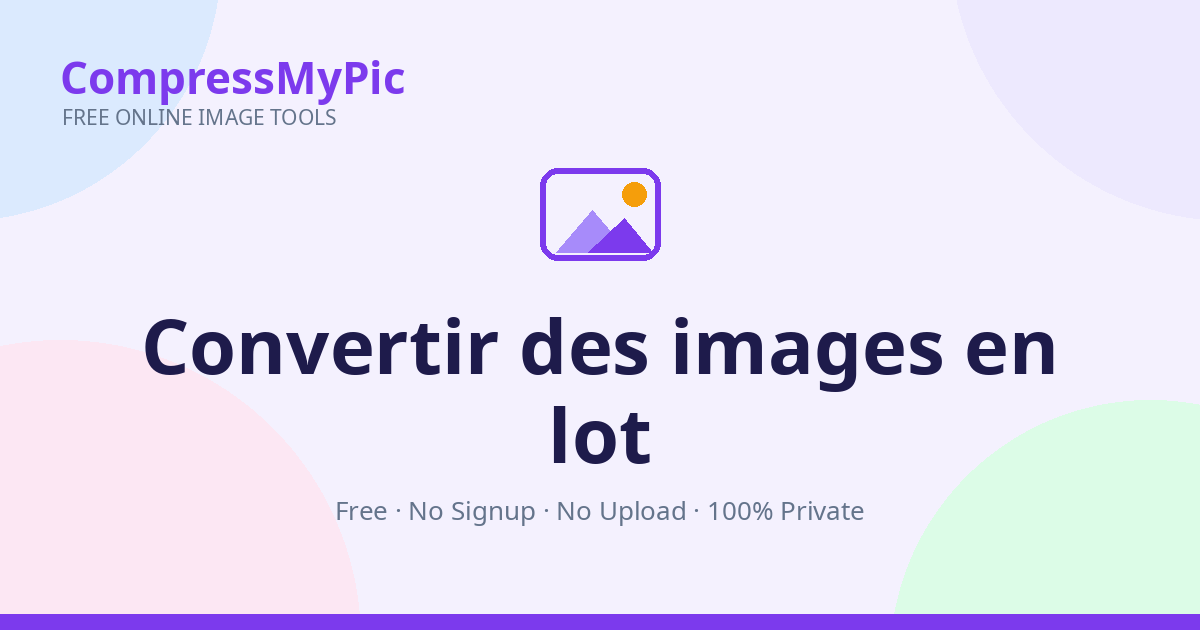 CompressMyPic
FREE ONLINE IMAGE TOOLS
Convertir des images en
lot
Free · No Signup · No Upload · 100% Private